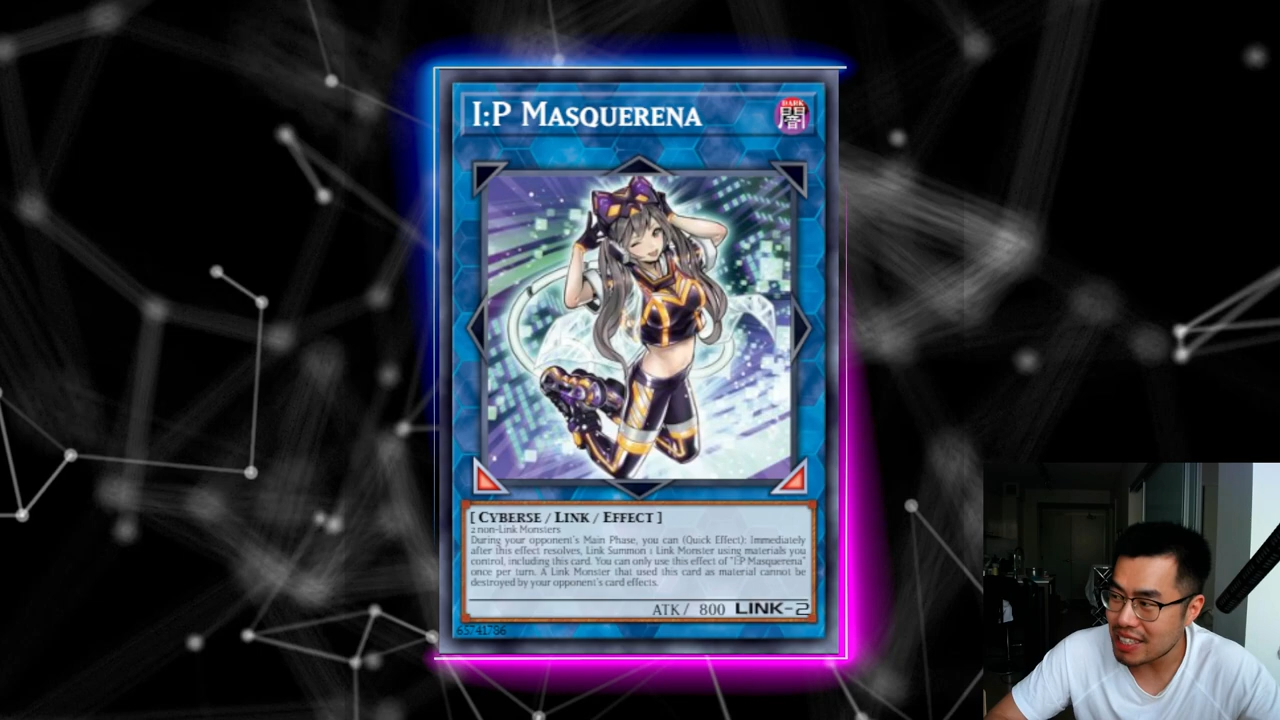 I:P MASQUERENA
DARK
闇
[ CYBERSE / LINK / EFFECT ]
2 non-Link Monsters
During your opponent's Main Phase, you can (Quick Effect): Immediately
after this effect resolves, Link Summon 1 Link Monster using materials you
control, including this card. You can only use this effect of "I:P Masquerena"
once per turn. A Link Monster that used this card as material cannot be
destroyed by your opponent's card effects.
ATK/ 800 LINK-2
65741786